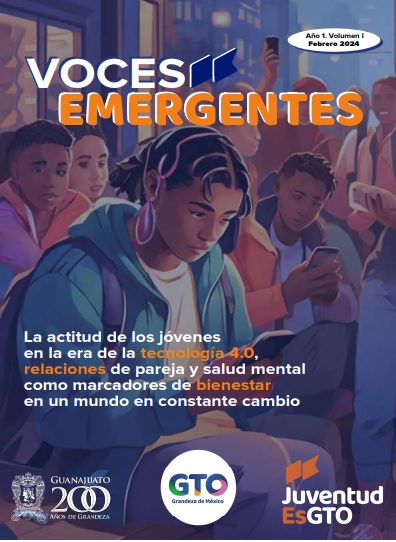 Año 1. Volumen I
Febrero 2024
VOCES
EMERGENTES
La actitud de los jóvenes
en la era de la tecnología 4.0,
relaciones de pareja y salud mental
como marcadores de bienestar
en un mundo en constante cambio
GUANAJUATO
200
AÑOS DE GRANDEZA
GTO
Grandeza de México
Juventud
EsGTO